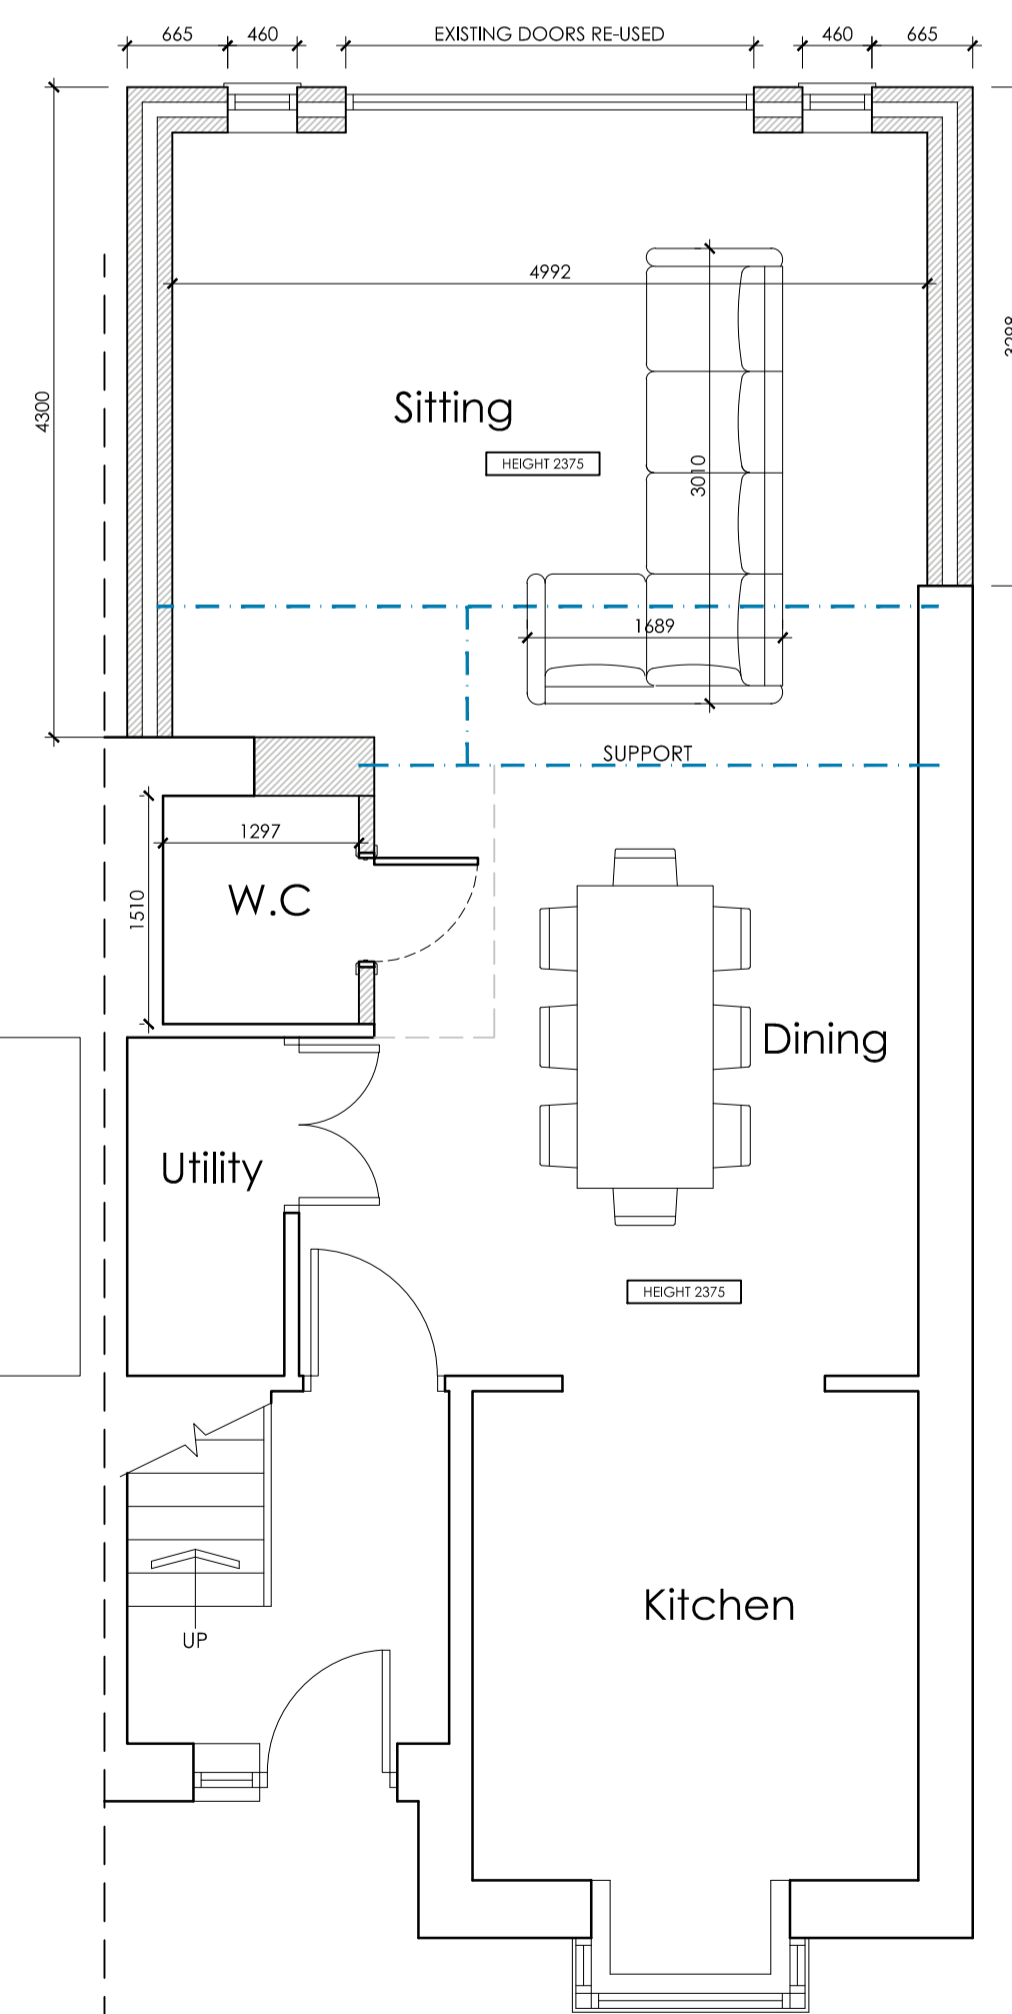 665
460
EXISTING DOORS RE-USED
460
665
4992
3298
4300
Sitting
HEIGHT 2375
3010
1689
SUPPORT
1297
W.C
1510
Dining
Utility
HEIGHT 2375
Kitchen
UP